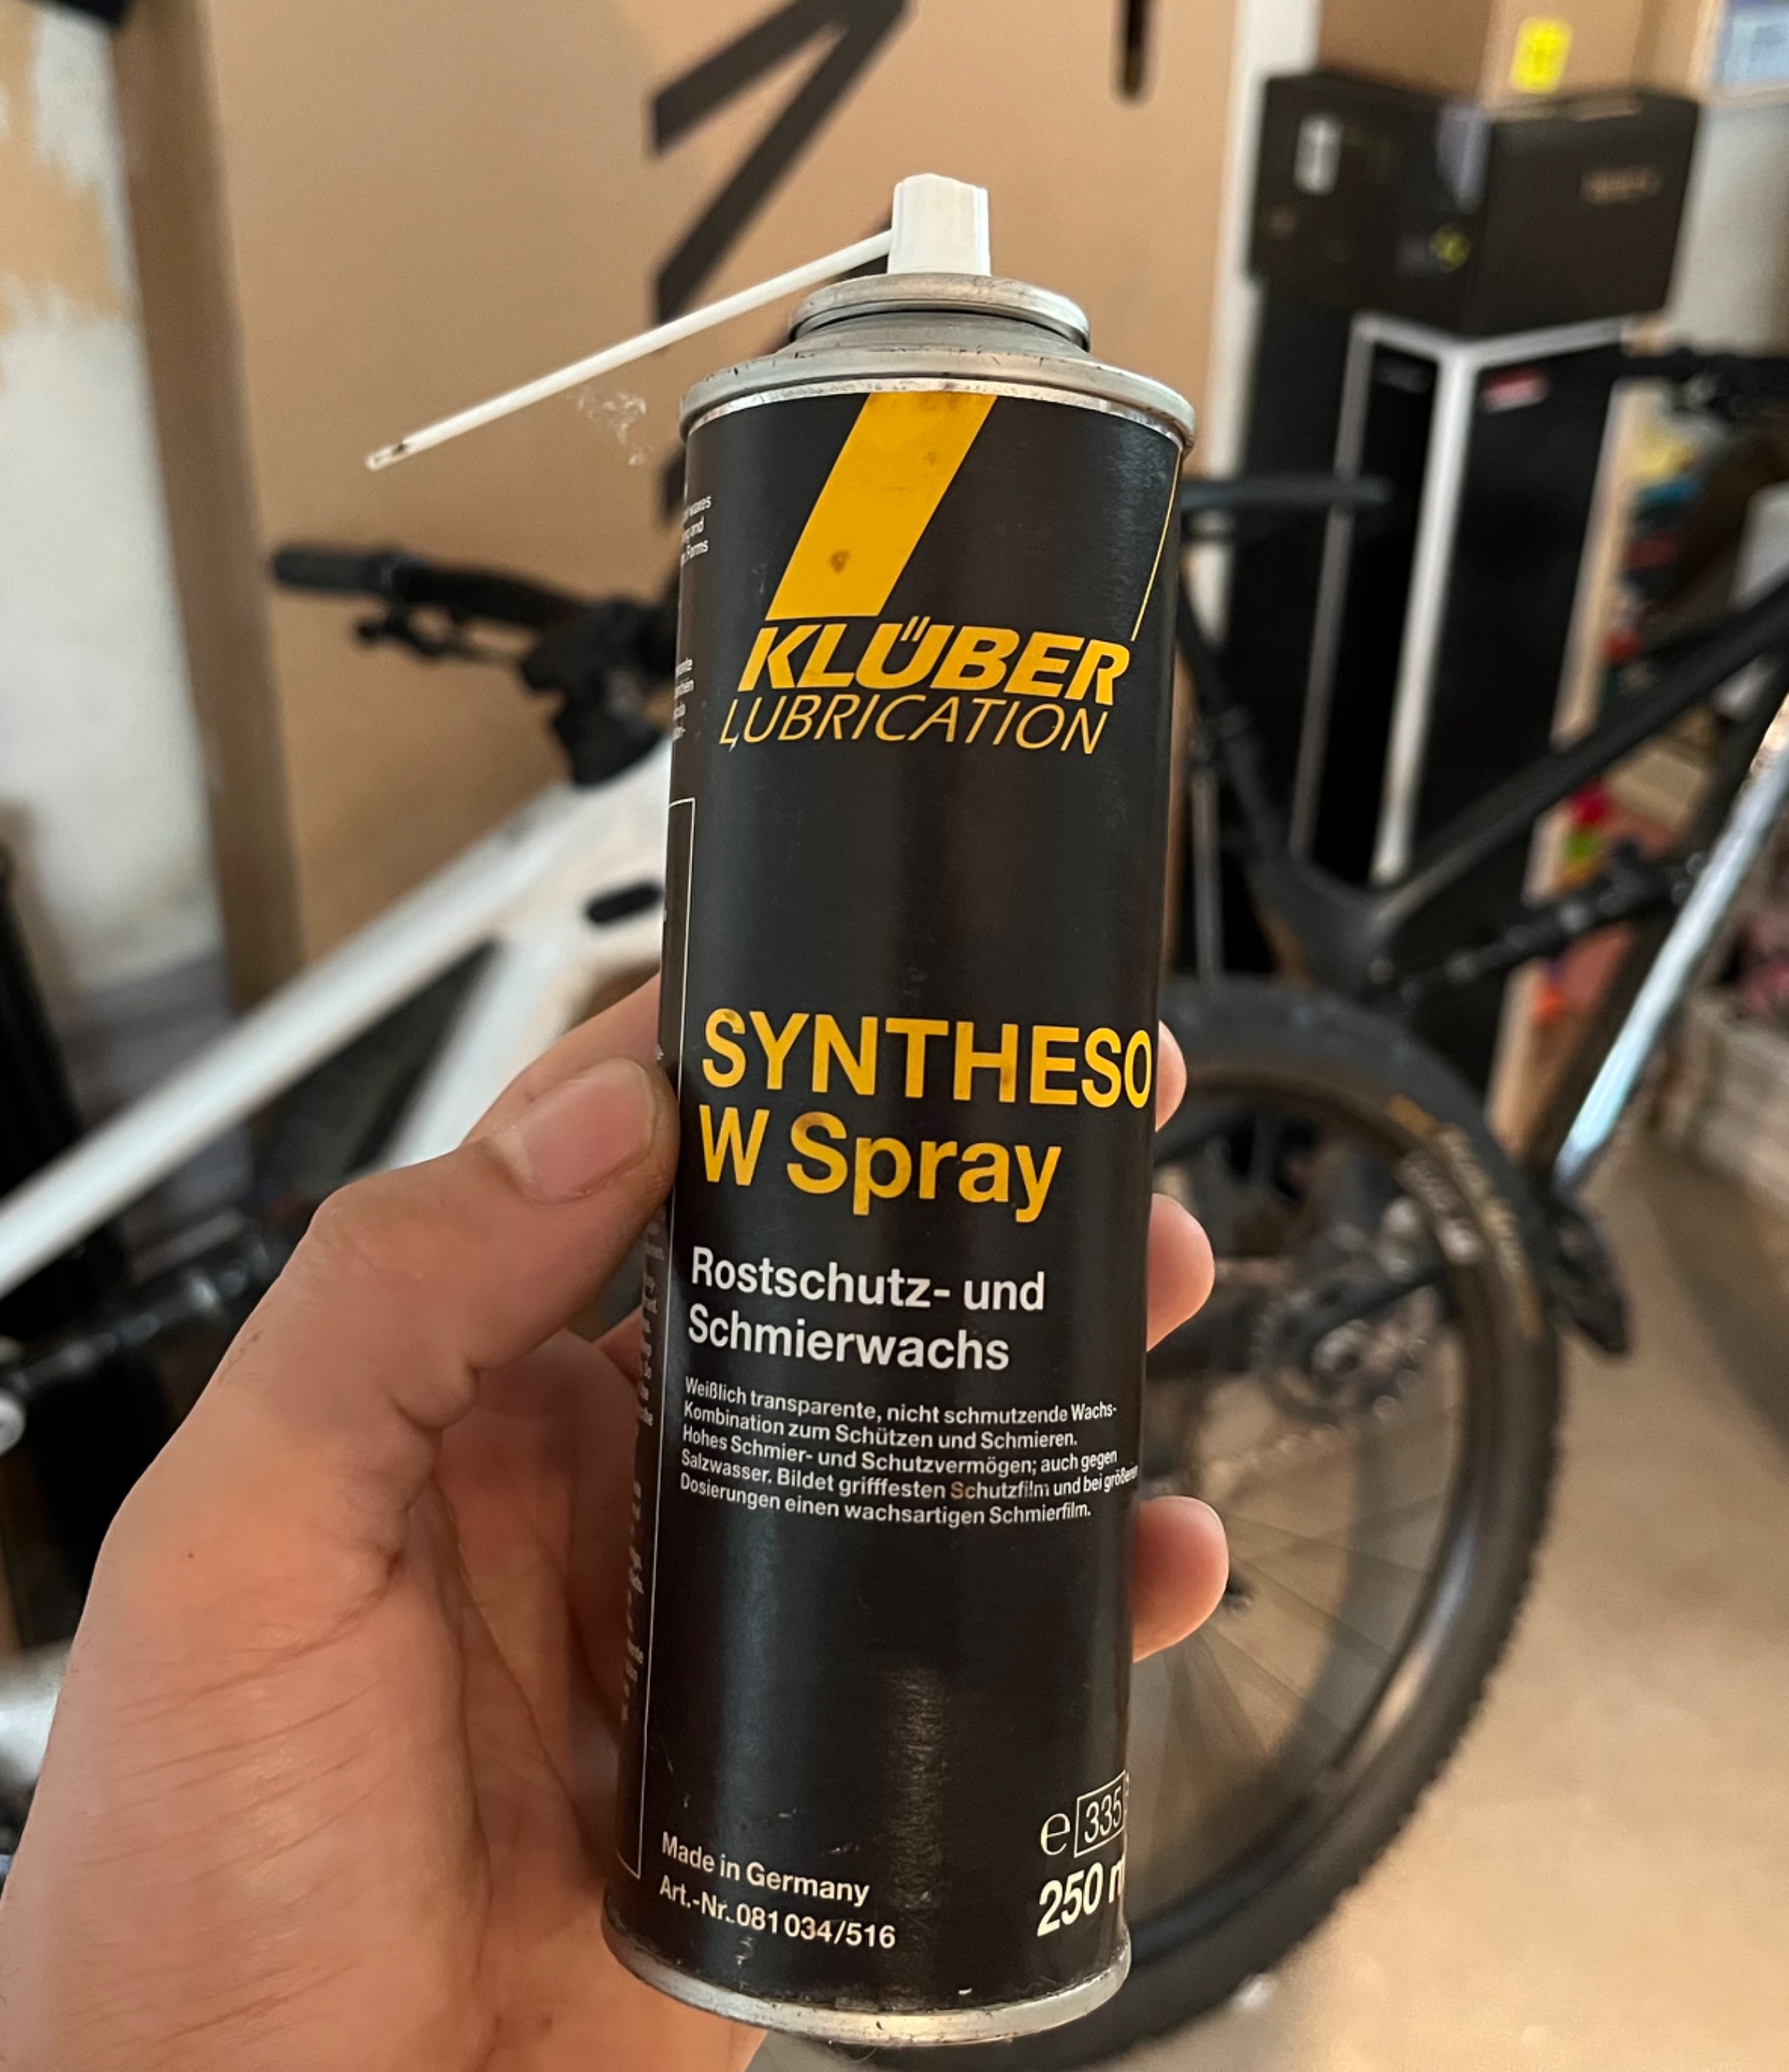 KLÜBER
LUBRICATION
SYNTHESO
W Spray
Rostschutz- und
Schmierwachs
Weißlich transparente, nicht schmutzende Wachs-
Kombination zum Schützen und Schmieren.
Hohes Schmier- und Schutzvermögen; auch gegen
Salzwasser. Bildet grifffesten Schutzfilm und bei größeren
Dosierungen einen wachsartigen Schmierfilm.
Made in Germany
Art.-Nr. 081 034/516
e 335
250